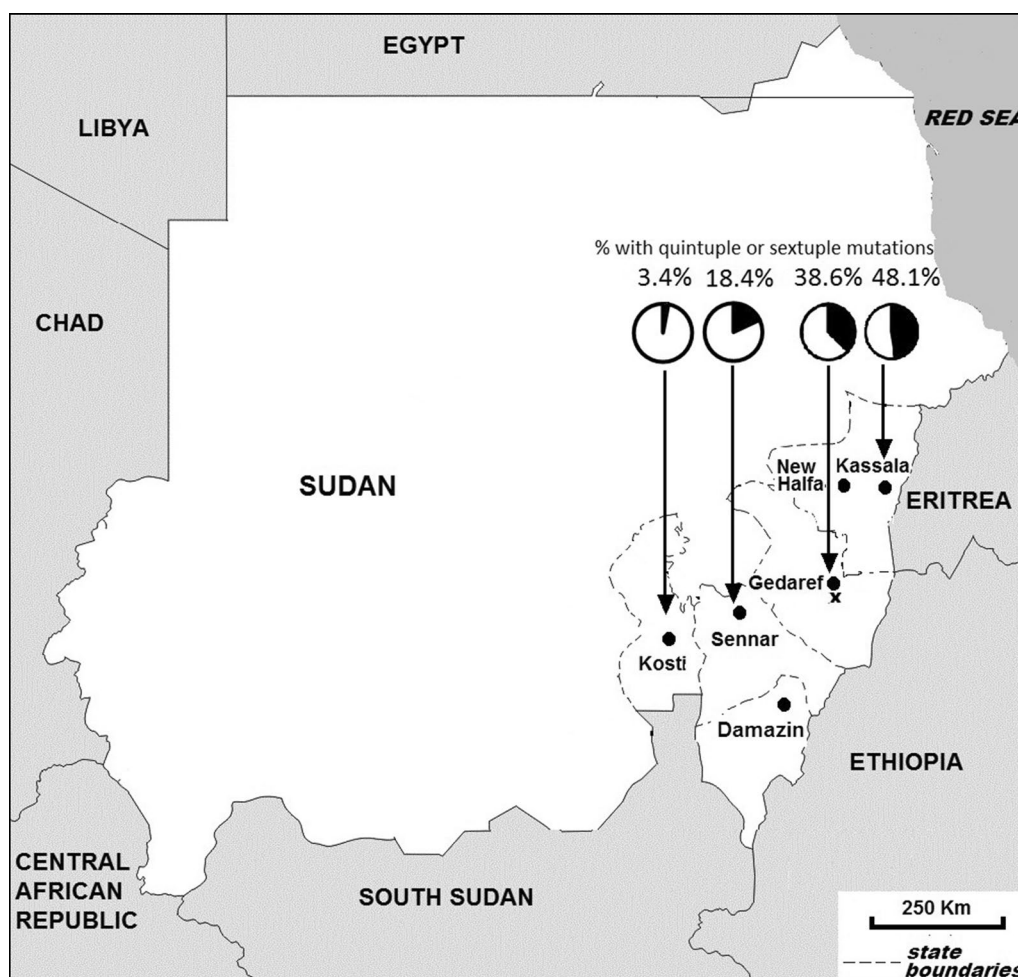 EGYPT
LIBYA
RED SEA
% with quintuple or sextuple mutations
3.4% 18.4% 38.6% 48.1%
CHAD
SUDAN
New
Halfa
Kassala
ERITREA
Gedaref
x
Sennar
Kosti
Damazin
ETHIOPIA
CENTRAL
AFRICAN
REPUBLIC
SOUTH SUDAN
250 Km
state
boundaries